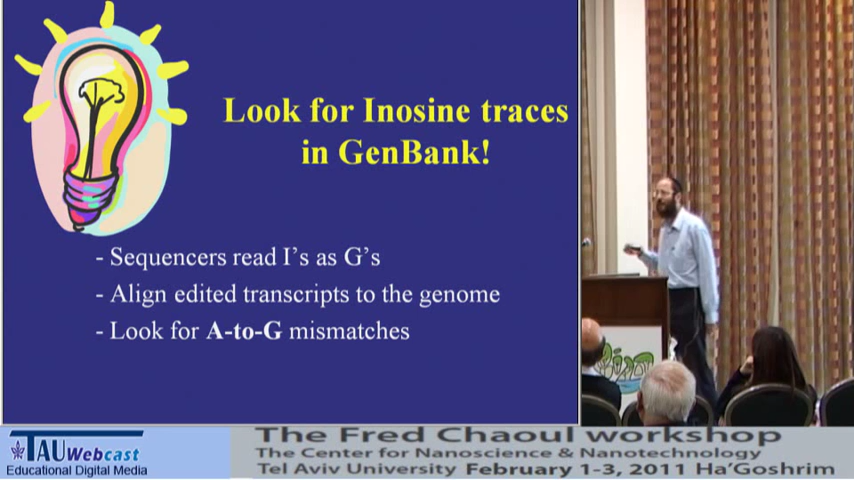 Look for Inosine traces
in GenBank!
- Sequencers read I's as G's
- Align edited transcripts to the genome
- Look for A-to-G mismatches
TAU Webcast
Educational Digital Media
The Fred Chaoul workshop
The Center for Nanoscience & Nanotechnology
Tel Aviv University February 1-3, 2011 Ha'Goshrim